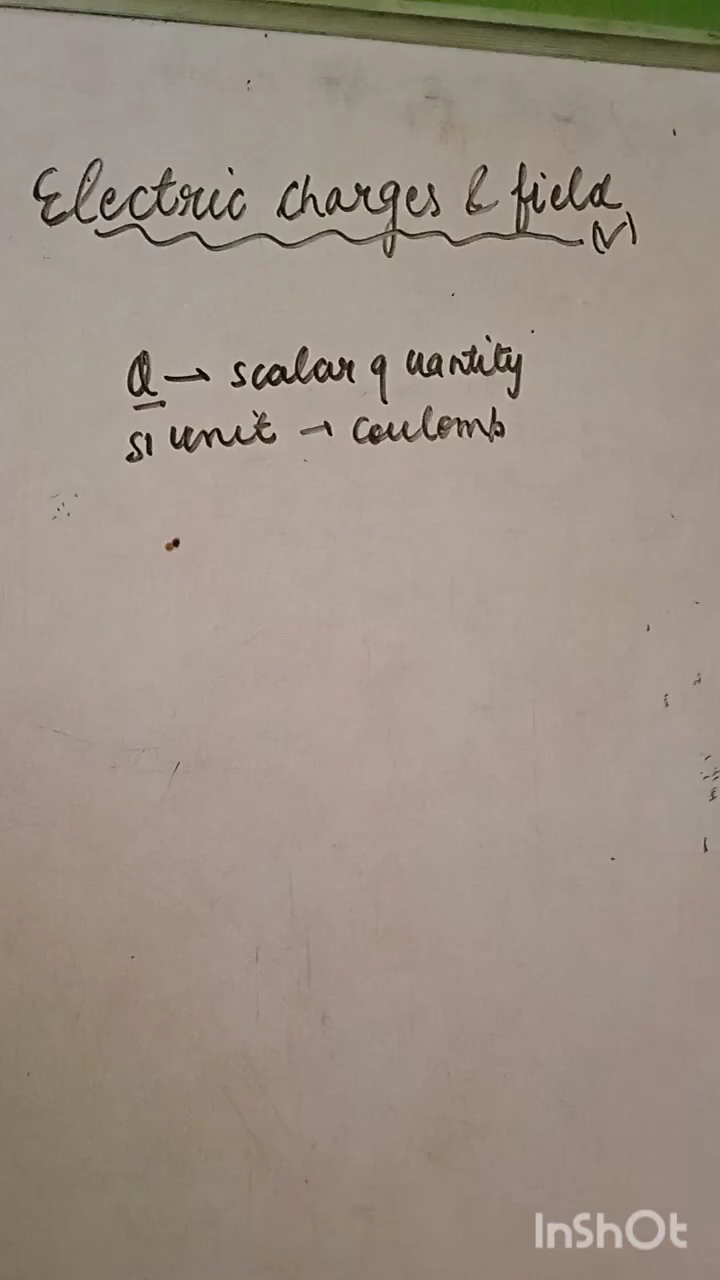 Electric charges & field
(V)
Q → scalar quantity
SI unit → coulomb
InShOt